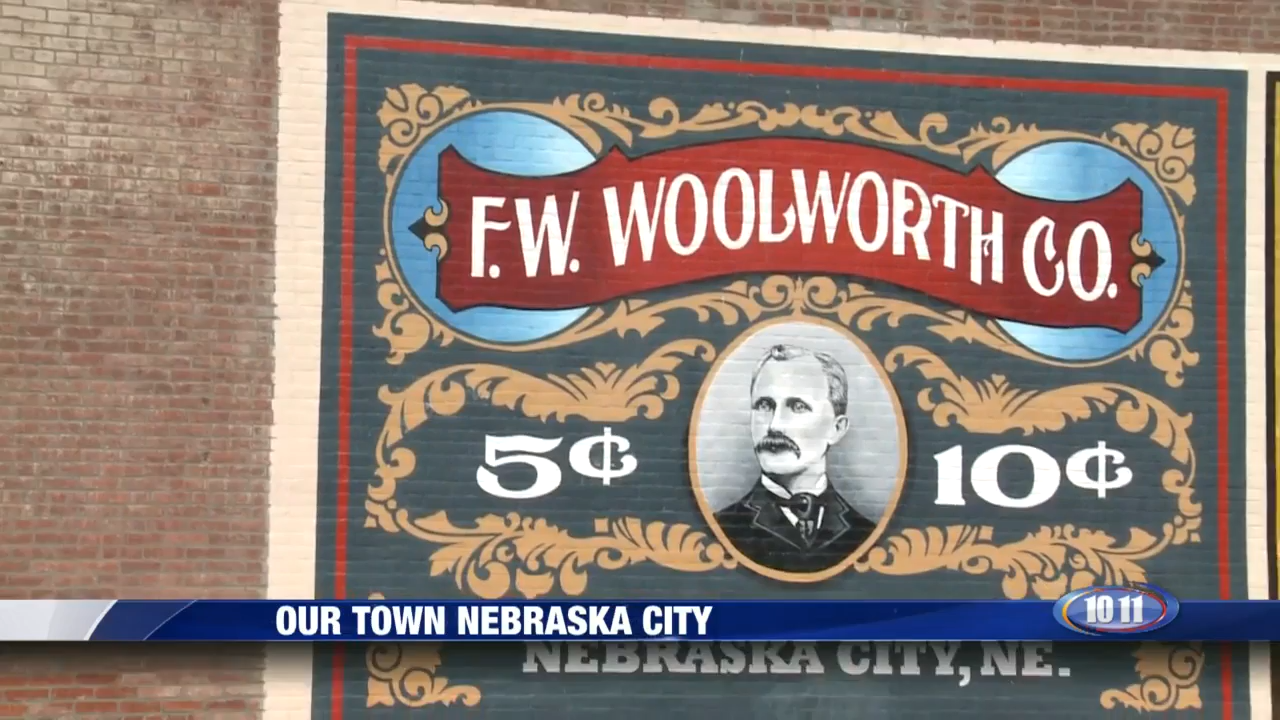 F.W. WOOLWORTH CO.
5¢ 10¢
OUR TOWN NEBRASKA CITY
10 11
NEBRASKA CITY, NE.